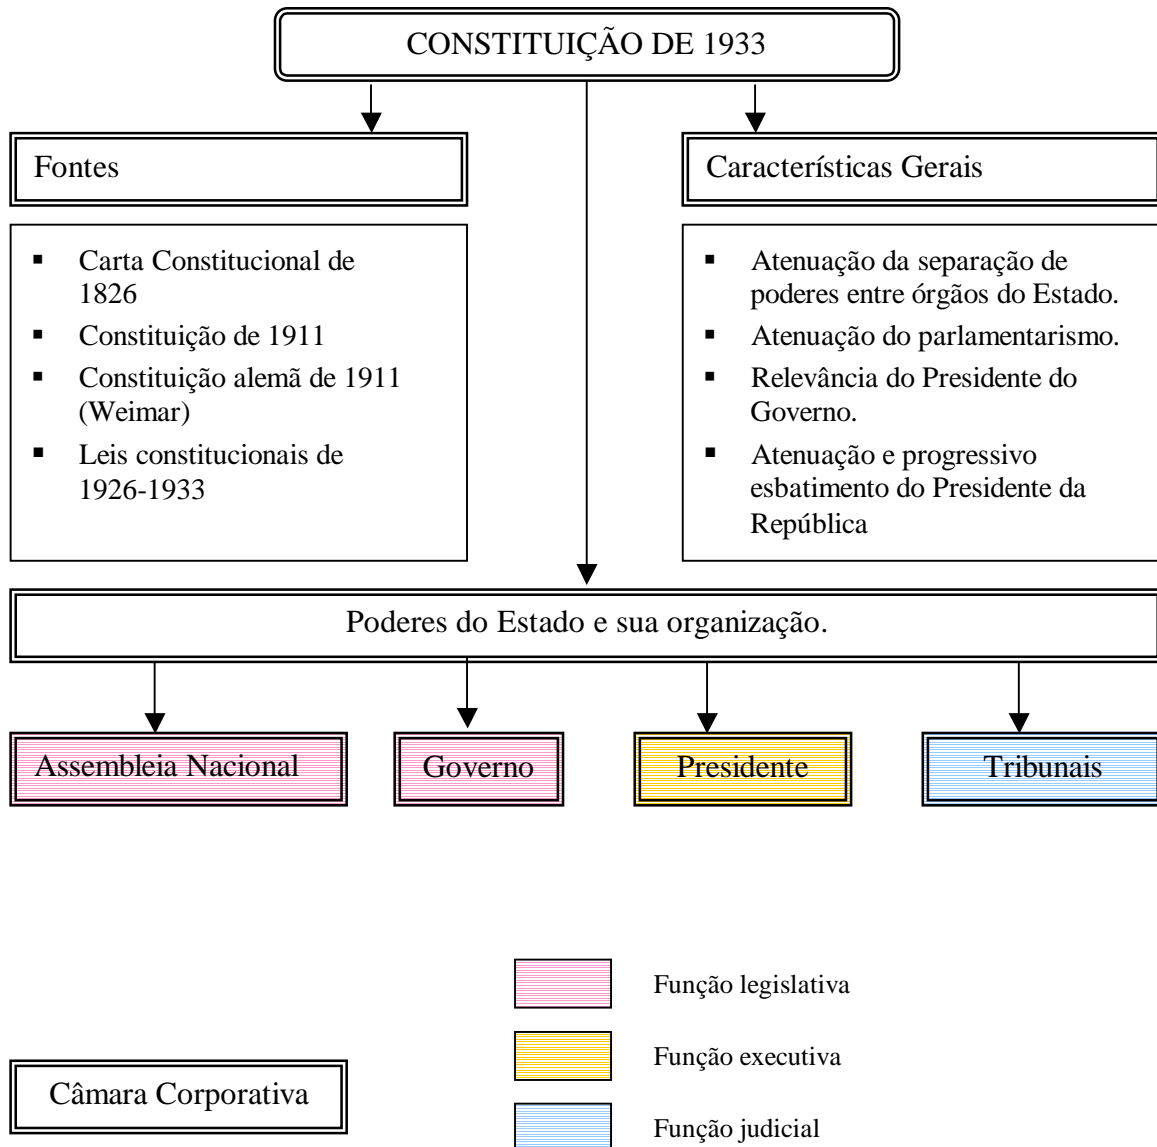 CONSTITUIÇÃO DE 1933
Fontes
▪ Carta Constitucional de
1826
▪ Constituição de 1911
▪ Constituição alemã de 1911
(Weimar)
▪ Leis constitucionais de
1926-1933
Características Gerais
▪ Atenuação da separação de
poderes entre órgãos do Estado.
▪ Atenuação do parlamentarismo.
▪ Relevância do Presidente do
Governo.
▪ Atenuação e progressivo
esbatimento do Presidente da
República
Poderes do Estado e sua organização.
Assembleia Nacional
Governo
Presidente
Tribunais
Função legislativa
Função executiva
Função judicial
Câmara Corporativa